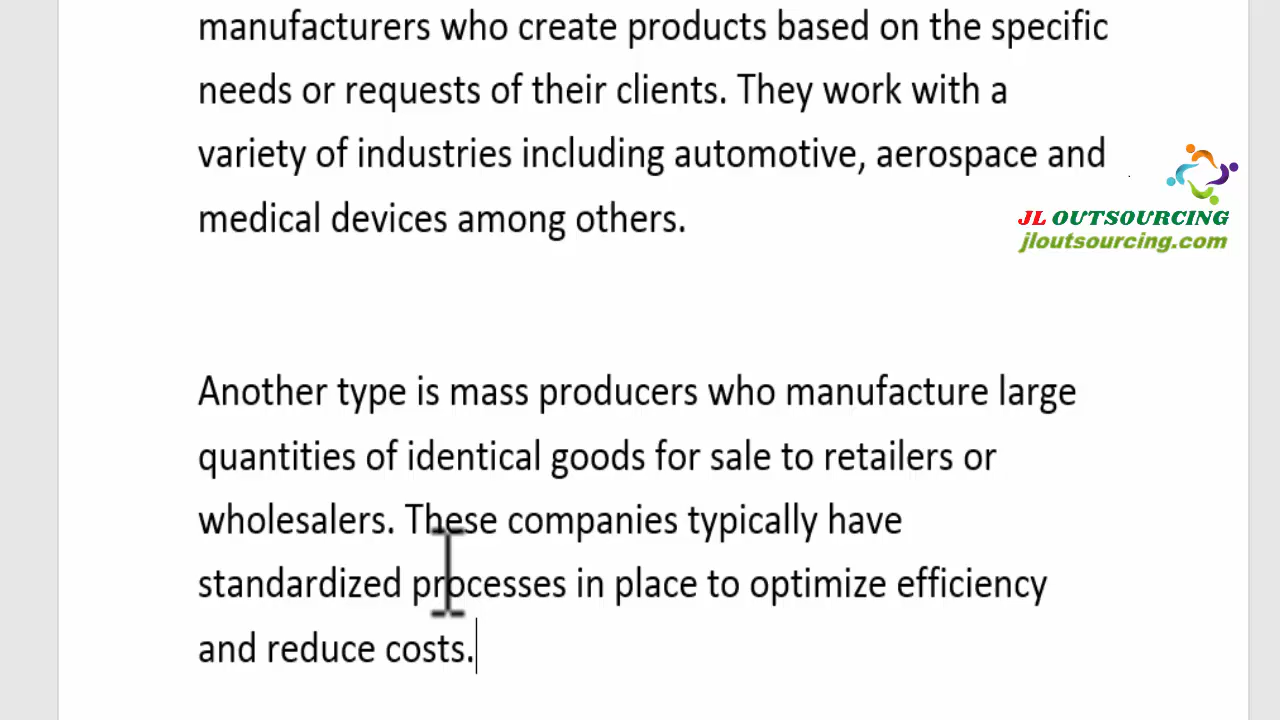 manufacturers who create products based on the specific
needs or requests of their clients. They work with a
variety of industries including automotive, aerospace and
medical devices among others.
JL OUTSOURCING
jloutsourcing.com
Another type is mass producers who manufacture large
quantities of identical goods for sale to retailers or
wholesalers. These companies typically have
standardized processes in place to optimize efficiency
and reduce costs.